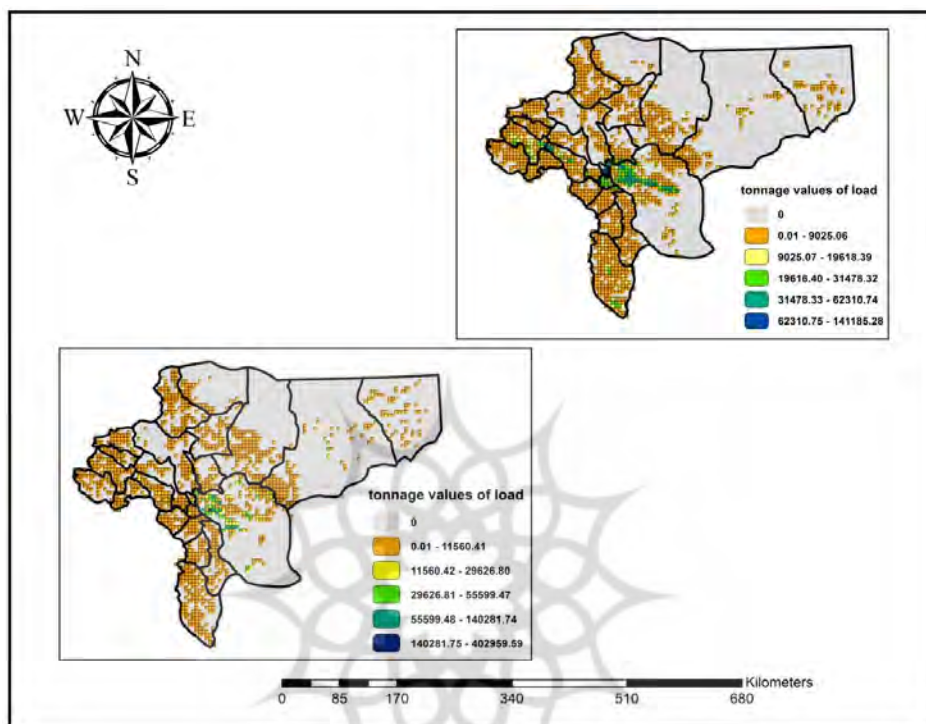 N
W E
S
tonnage values of load
0
0.01 - 9025.06
9025.07 - 19618.39
19618.40 - 31478.32
31478.33 - 62310.74
62310.75 - 141185.28
tonnage values of load
0
0.01 - 11560.41
11560.42 - 29626.80
29626.81 - 55599.47
55599.48 - 140281.74
140281.75 - 402959.59
Kilometers
0 85 170 340 510 680